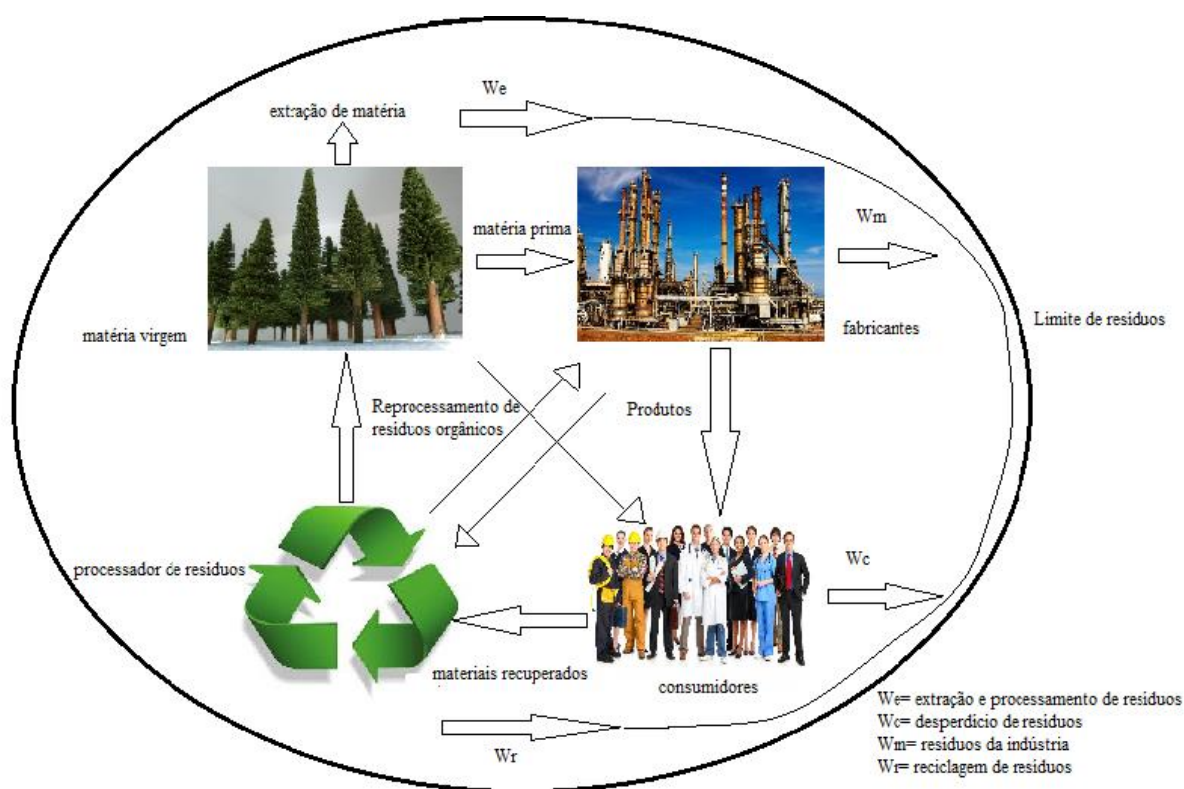 We
extração de matéria
matéria prima
Wm
matéria virgem
fabricantes
Limite de resíduos
Reprocessamento de
resíduos orgânicos
Produtos
processador de resíduos
Wc
materiais recuperados
consumidores
Wr
We= extração e processamento de resíduos
Wc= desperdício de resíduos
Wm= resíduos da indústria
Wr= reciclagem de resíduos